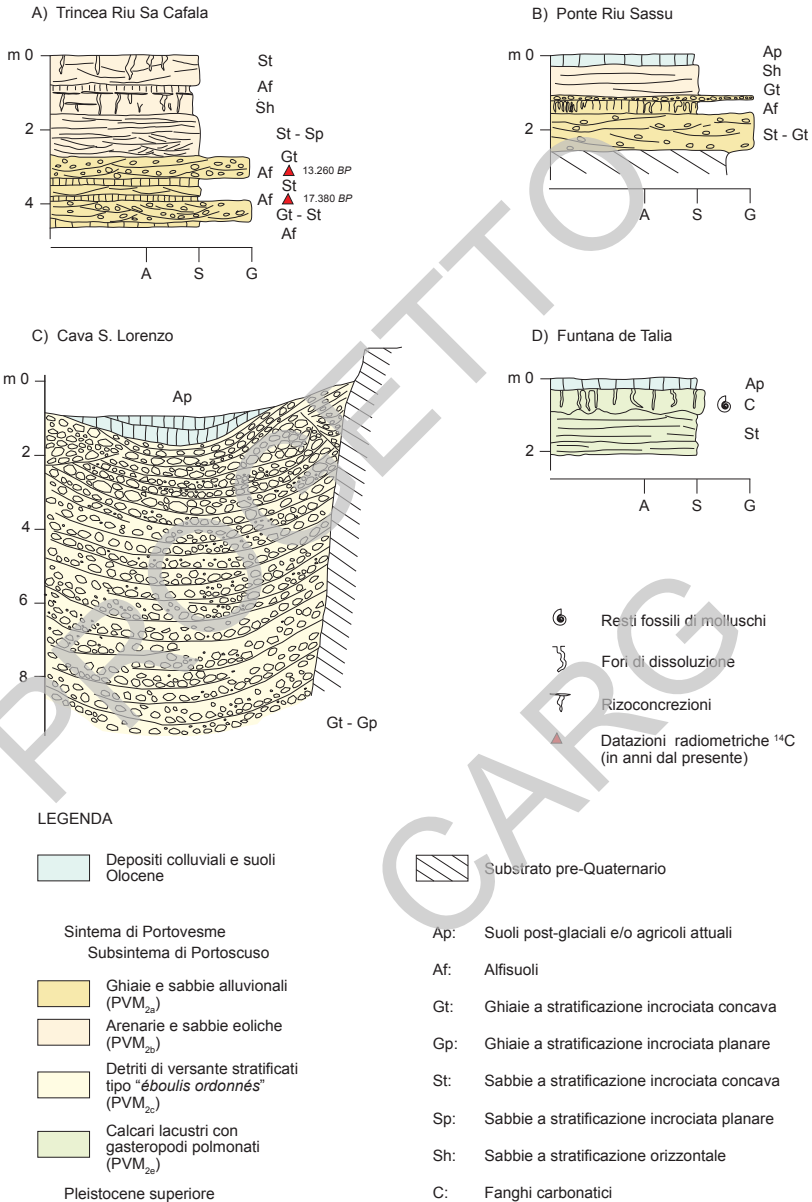 A) Trincea Riu Sa Cafala
m 0
2
4
St
Af
Sh
St - Sp
Gt
Af 13.260 BP
St
Af 17.380 BP
Gt - St
Af
A S G
B) Ponte Riu Sassu
m 0
2
Ap
Sh
Gt
Af
St - Gt
A S G
C) Cava S. Lorenzo
m 0
2
4
6
8
Ap
Gt - Gp
D) Funtana de Talia
m 0
2
Ap
C
St
A S G
Resti fossili di molluschi
Fori di dissoluzione
Rizoconcrezioni
Datazioni radiometriche ¹⁴C
(in anni dal presente)
LEGENDA
Depositi colluviali e suoli
Olocene
Sintema di Portovesme
Subsintema di Portoscuso
Ghiaie e sabbie alluvionali
(PVM2a)
Arenarie e sabbie eoliche
(PVM2b)
Detriti di versante stratificati
tipo “éboulis ordonnés”
(PVM2c)
Calcari lacustri con
gasteropodi polmonati
(PVM2e)
Pleistocene superiore
Substrato pre-Quaternario
Ap: Suoli post-glaciali e/o agricoli attuali
Af: Alfisuoli
Gt: Ghiaie a stratificazione incrociata concava
Gp: Ghiaie a stratificazione incrociata planare
St: Sabbie a stratificazione incrociata concava
Sp: Sabbie a stratificazione incrociata planare
Sh: Sabbie a stratificazione orizzontale
C: Fanghi carbonatici
PROGETTO
CARG